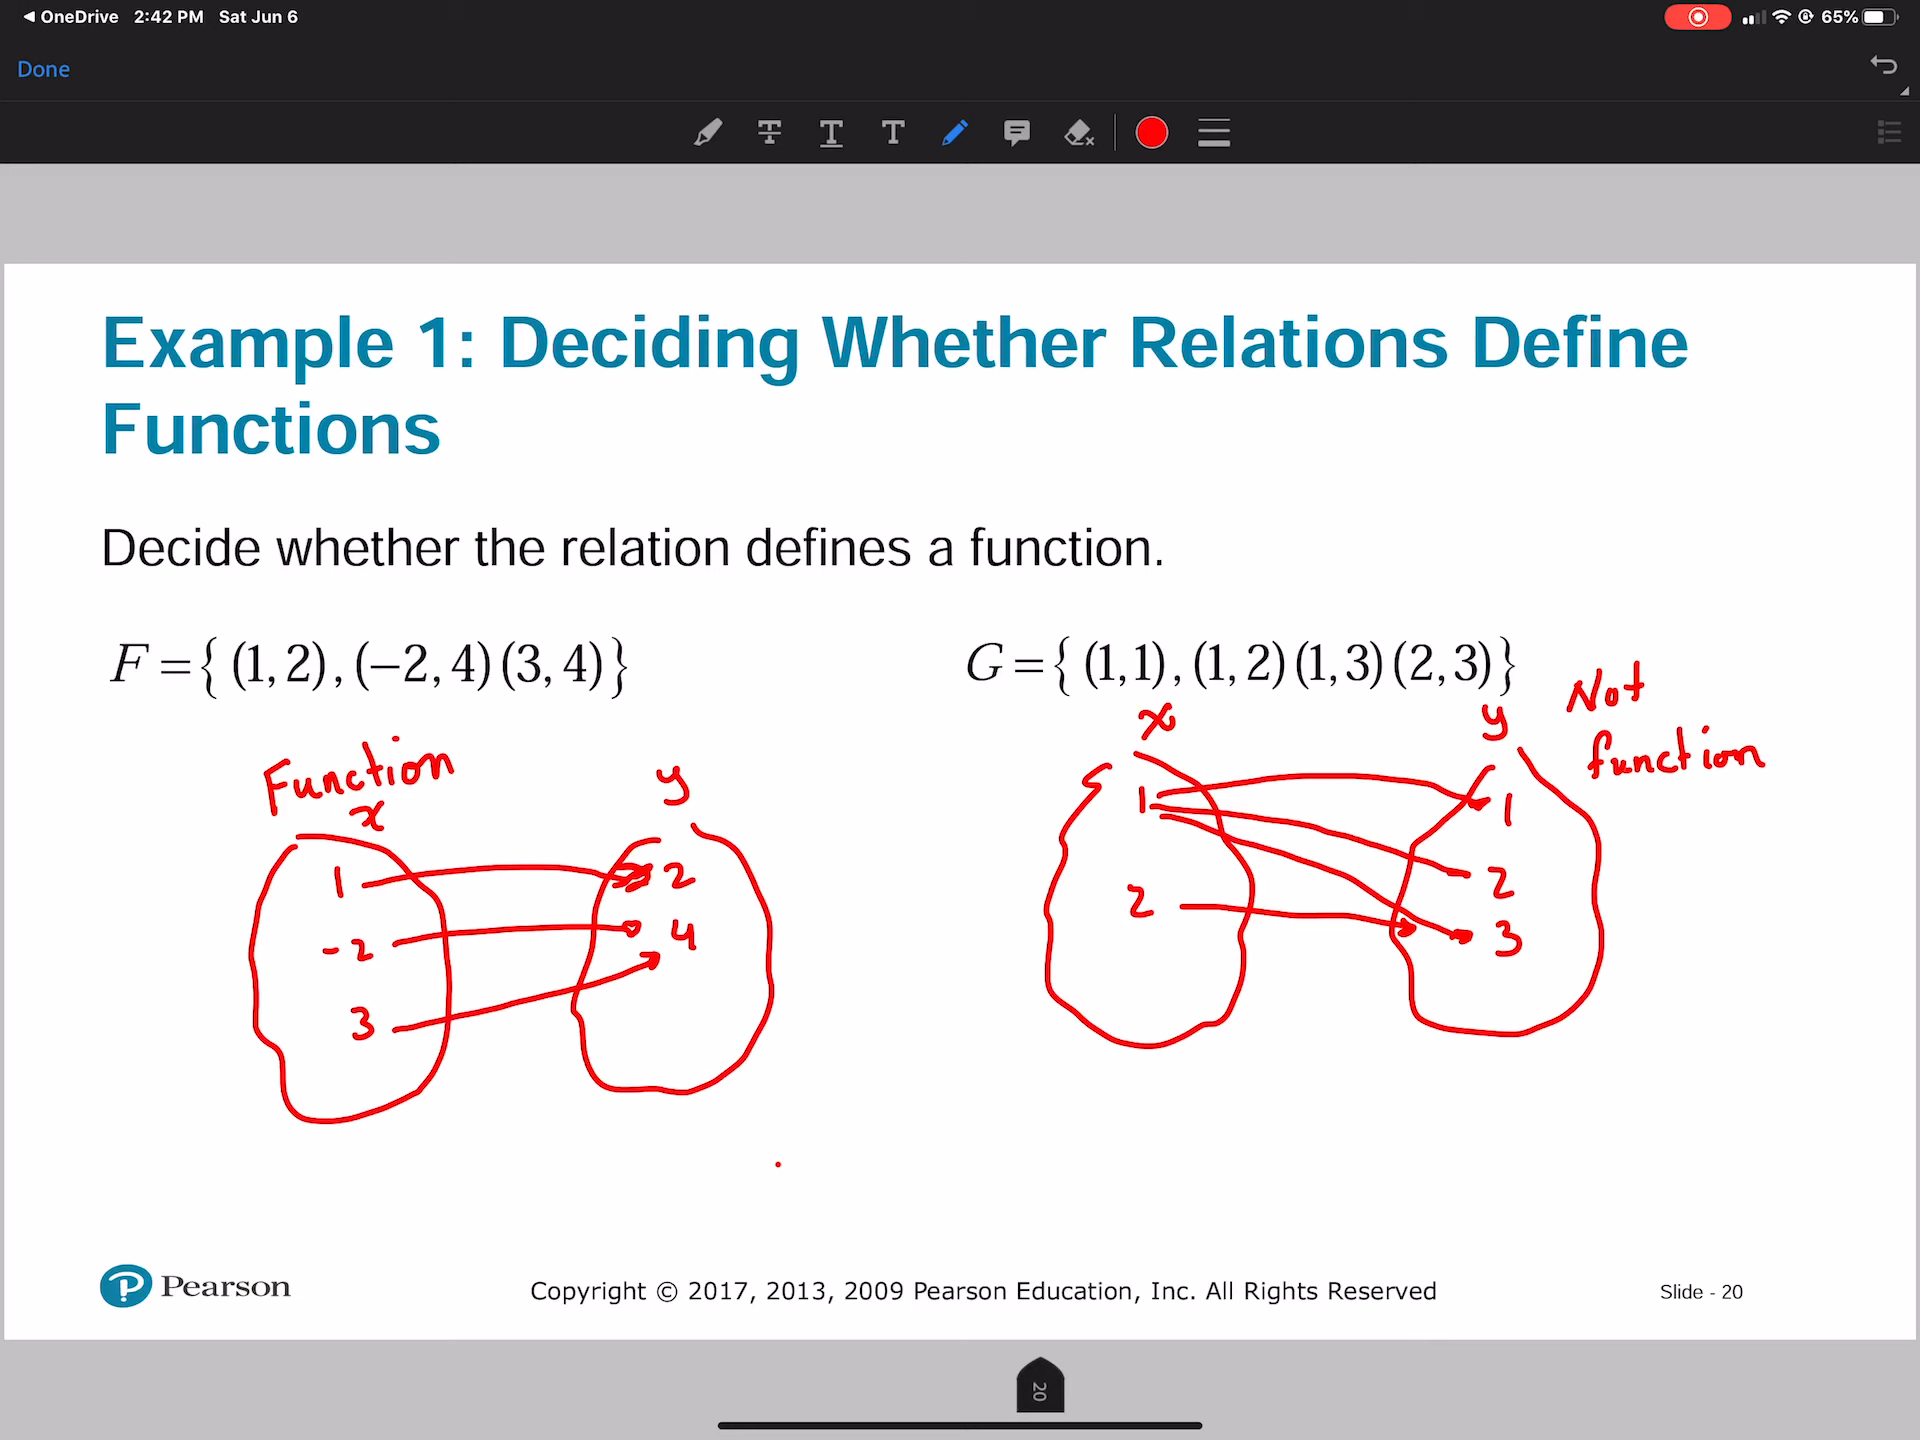 OneDrive 2:42 PM Sat Jun 6 65%
Done
T T T
Example 1: Deciding Whether Relations Define
Functions
Decide whether the relation defines a function.
F = { (1, 2) , (−2, 4) (3, 4) }
G = { (1,1) , (1, 2) (1, 3) (2, 3) }
Not
function
Function
x y
1 2
-2 4
3
x y
1 1
2 2
3
Pearson
Copyright © 2017, 2013, 2009 Pearson Education, Inc. All Rights Reserved
Slide - 20
20